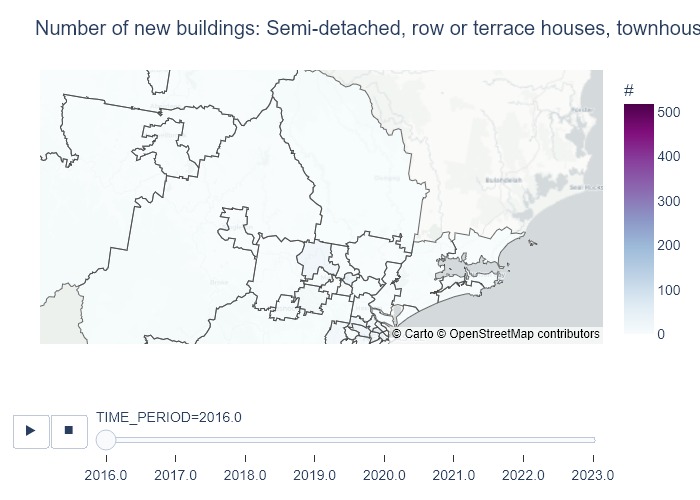 Number of new buildings: Semi-detached, row or terrace houses, townhous
#
500
400
300
200
100
0
© Carto © OpenStreetMap contributors
TIME_PERIOD=2016.0
2016.0 2017.0 2018.0 2019.0 2020.0 2021.0 2022.0 2023.0